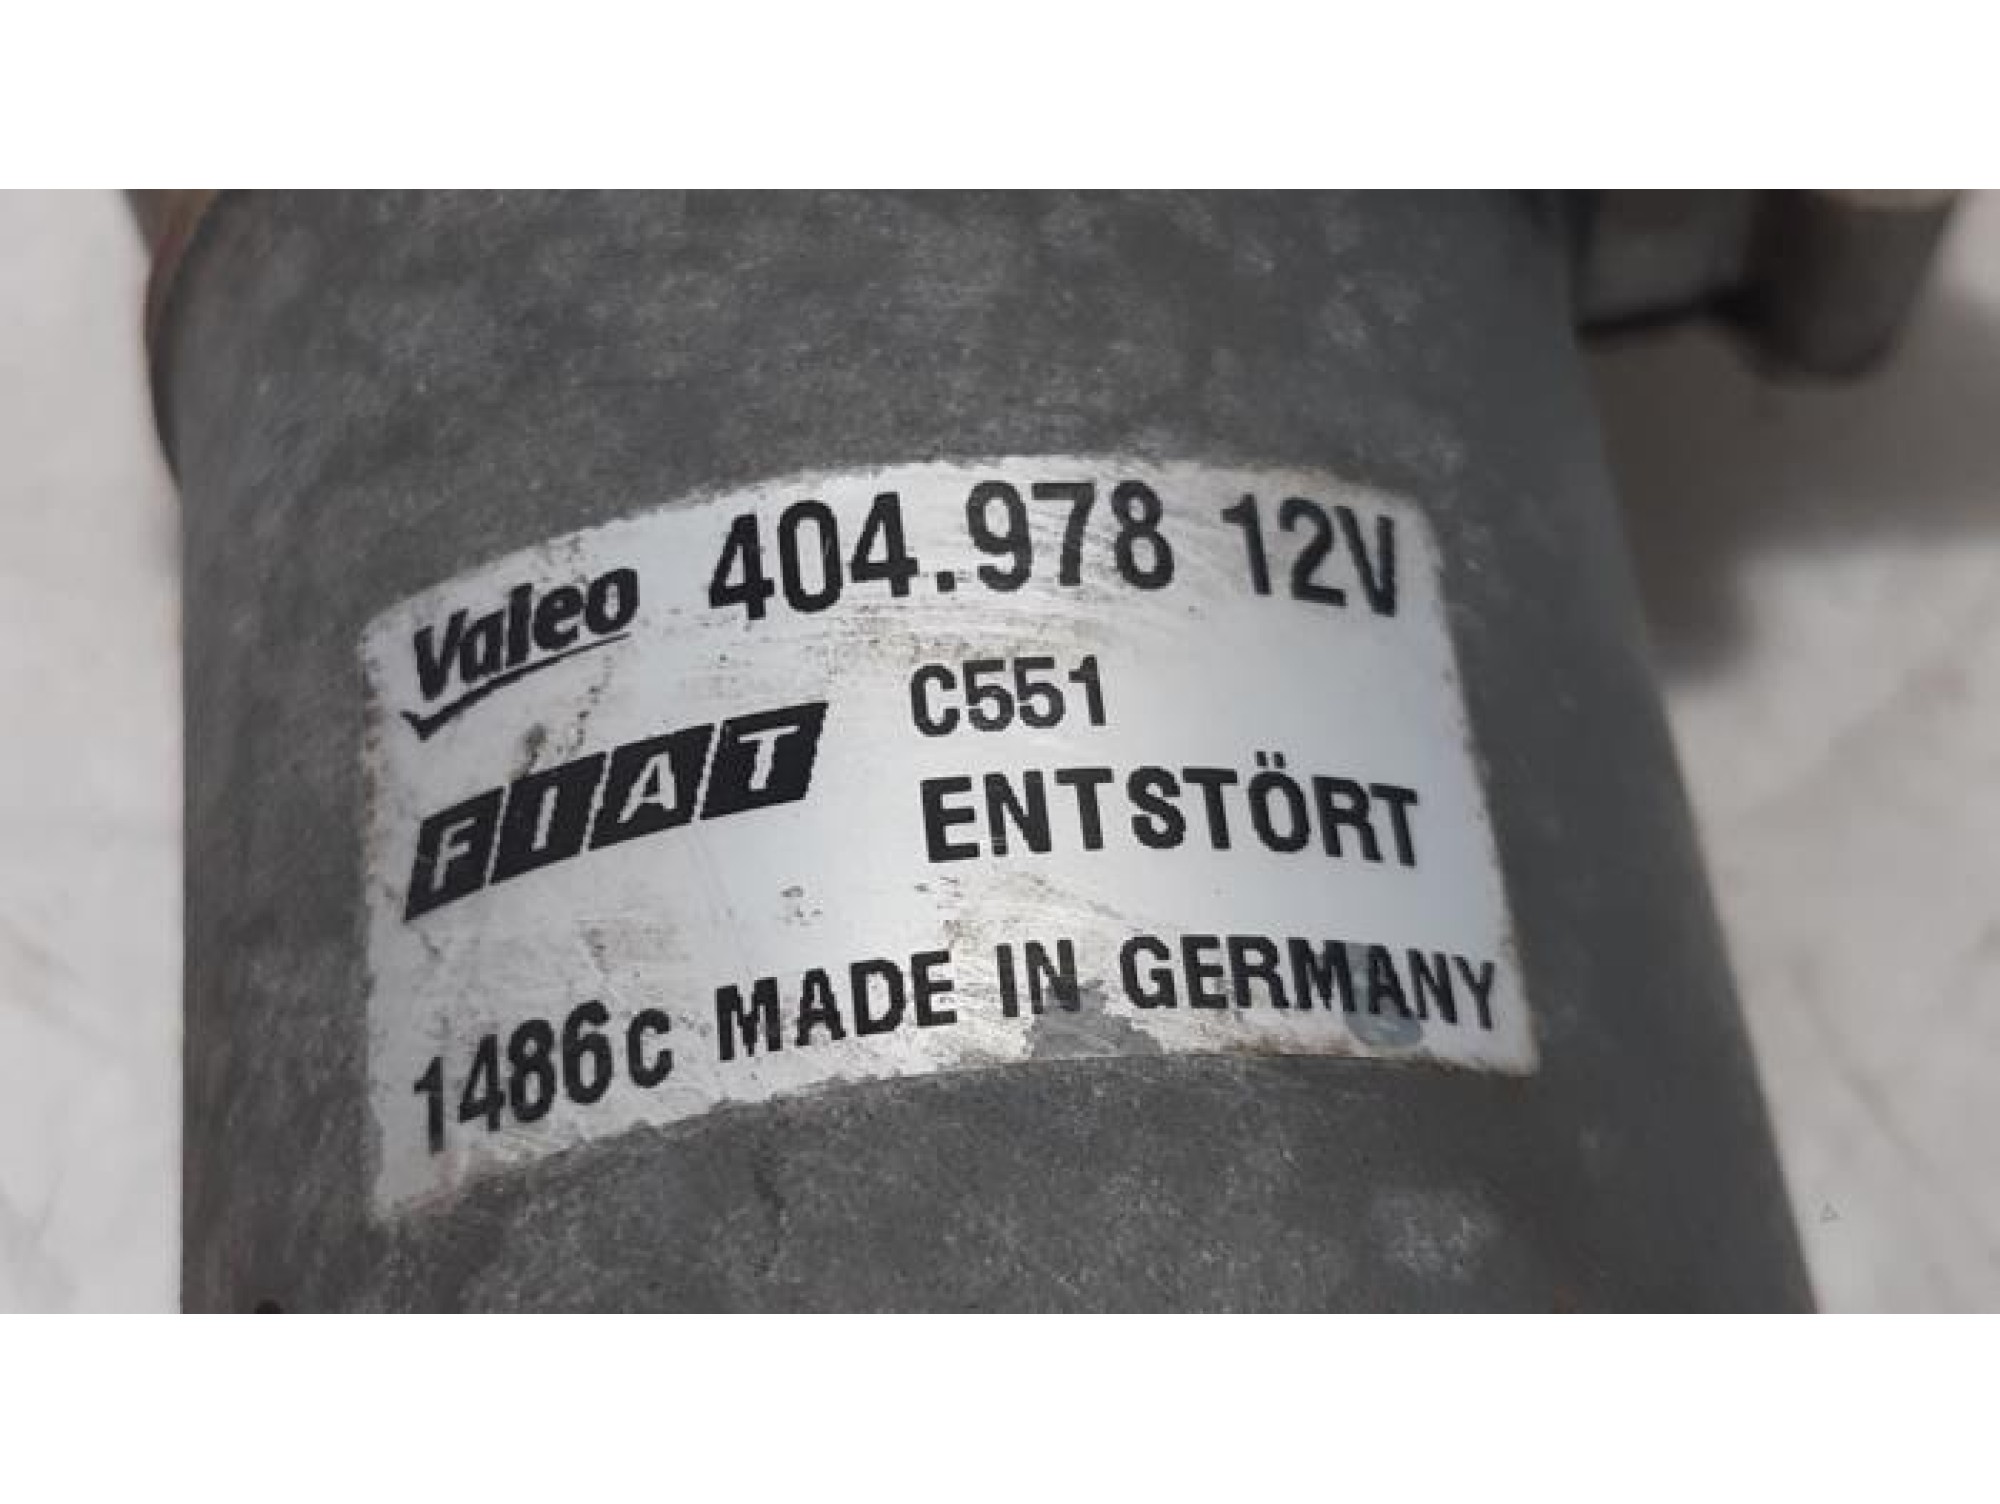 Valeo 404.978 12V
C551
FIAT ENTSTÖRT
1486c MADE IN GERMANY